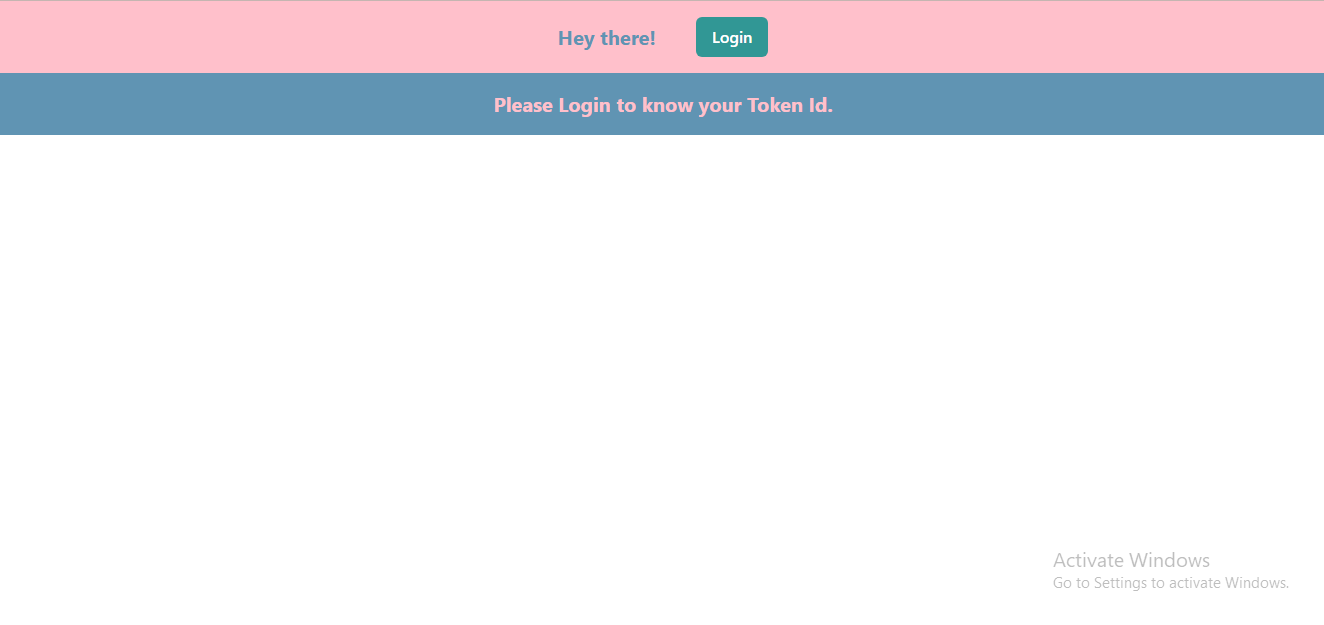 Hey there! Login
Please Login to know your Token Id.
Activate Windows
Go to Settings to activate Windows.